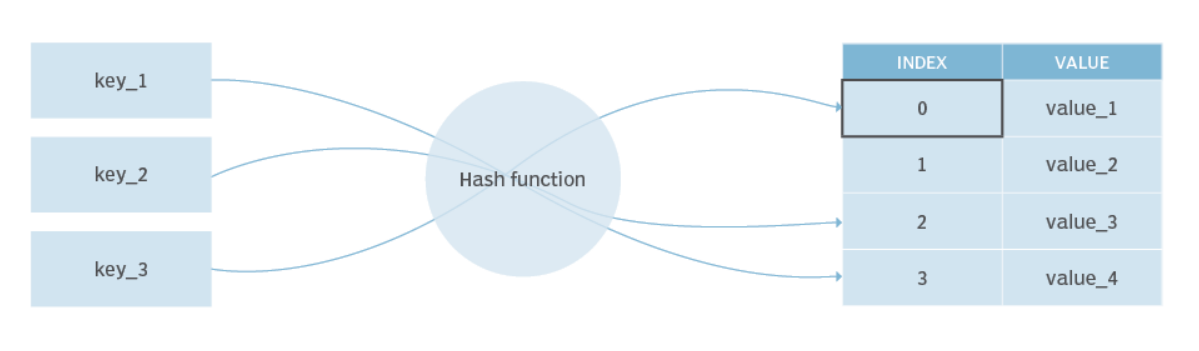 key_1
key_2
key_3
Hash function
INDEX VALUE
0 value_1
1 value_2
2 value_3
3 value_4